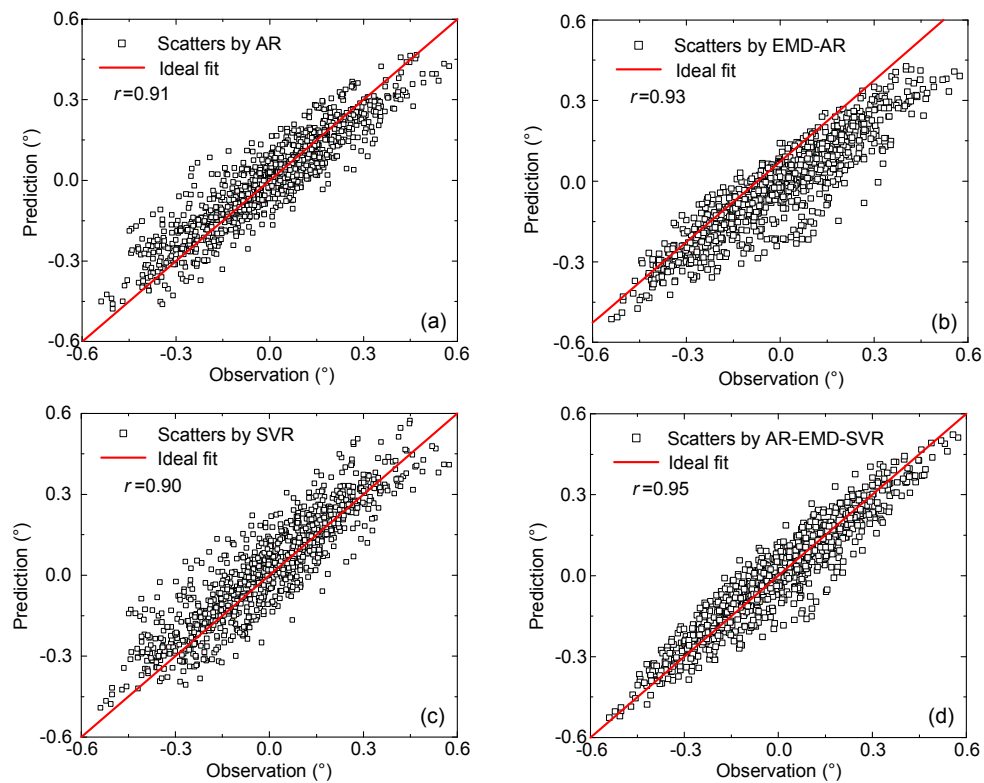 0.6
0.3
0.0
-0.3
-0.6
Prediction (°)
Scatters by AR
Ideal fit
r=0.91
(a)
-0.6 -0.3 0.0 0.3 0.6
Observation (°)
0.6
0.3
0.0
-0.3
-0.6
Prediction (°)
Scatters by EMD-AR
Ideal fit
r=0.93
(b)
-0.6 -0.3 0.0 0.3 0.6
Observation (°)
0.6
0.3
0.0
-0.3
-0.6
Prediction (°)
Scatters by SVR
Ideal fit
r=0.90
(c)
-0.6 -0.3 0.0 0.3 0.6
Observation (°)
0.6
0.3
0.0
-0.3
-0.6
Prediction (°)
Scatters by AR-EMD-SVR
Ideal fit
r=0.95
(d)
-0.6 -0.3 0.0 0.3 0.6
Observation (°)